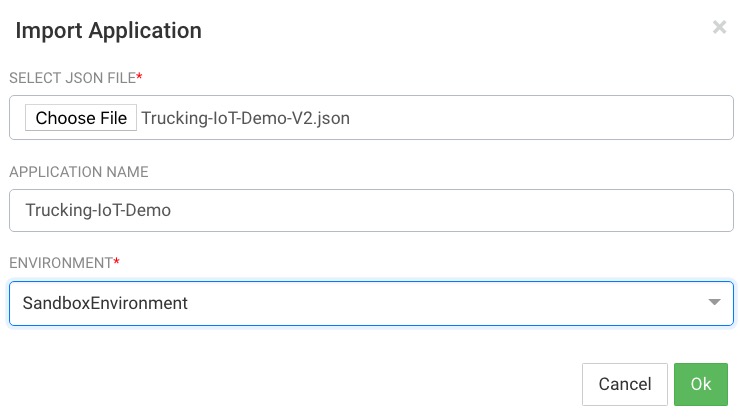 Import Application
×
SELECT JSON FILE*
Choose File Trucking-IoT-Demo-V2.json
APPLICATION NAME
Trucking-IoT-Demo
ENVIRONMENT*
SandboxEnvironment
Cancel Ok